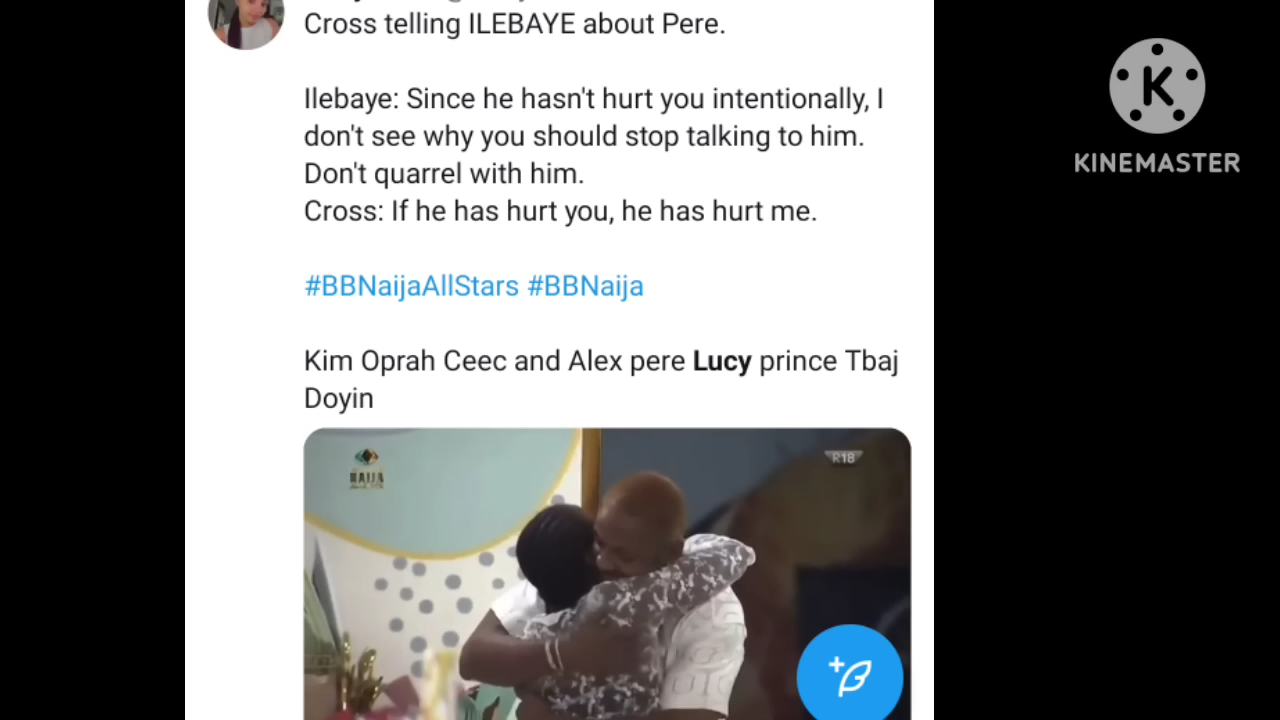 Cross telling ILEBAYE about Pere.
Ilebaye: Since he hasn't hurt you intentionally, I
don't see why you should stop talking to him.
Don't quarrel with him.
Cross: If he has hurt you, he has hurt me.
#BBNaijaAllStars #BBNaija
Kim Oprah Ceec and Alex pere Lucy prince Tbaj
Doyin
NAIJA
R18
K
KINEMASTER